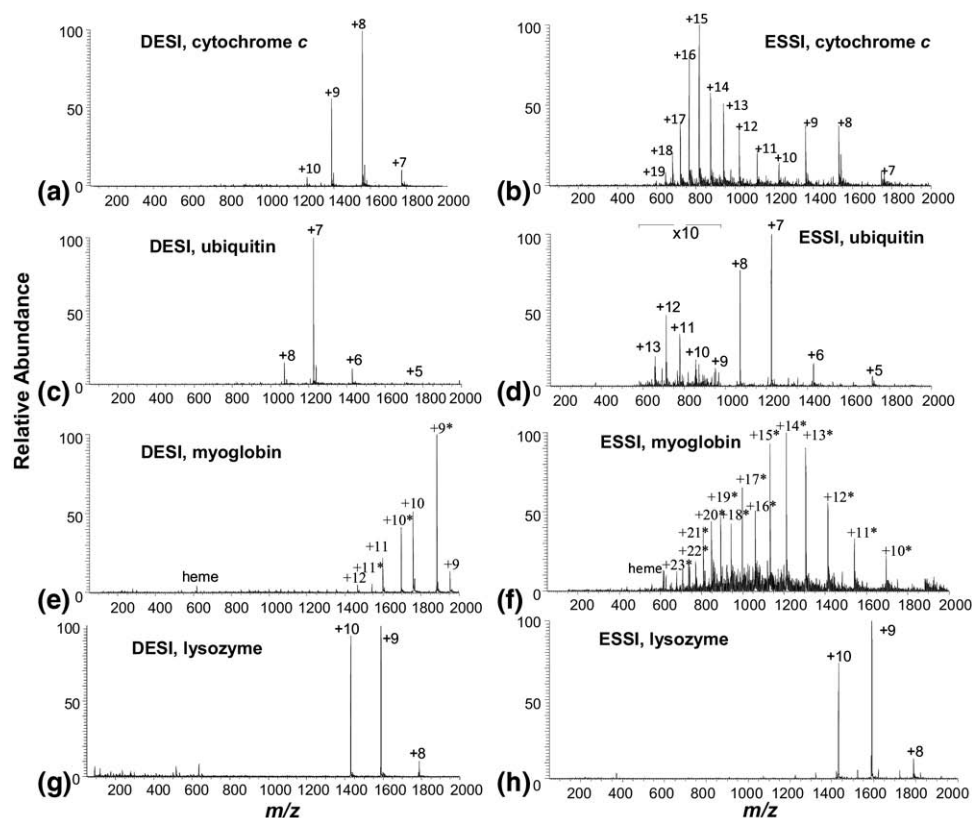 Relative Abundance
100
50
0
DESI, cytochrome c
+8
+9
+10
+7
(a)
200 400 600 800 1000 1200 1400 1600 1800 2000
100
50
0
ESSI, cytochrome c
+15
+16
+14
+13
+17
+12
+9
+8
+18
+11
+10
+19
+7
(b)
200 400 600 800 1000 1200 1400 1600 1800 2000
100
50
0
DESI, ubiquitin
+7
+8
+6
+5
(c)
200 400 600 800 1000 1200 1400 1600 1800 2000
100
50
0
x10
ESSI, ubiquitin
+7
+8
+12
+11
+13
+10
+9
+6
+5
(d)
200 400 600 800 1000 1200 1400 1600 1800 2000
100
50
0
DESI, myoglobin
+9*
+10
+10*
+11
+11*
+12
+9
heme
(e)
200 400 600 800 1000 1200 1400 1600 1800 2000
100
50
0
ESSI, myoglobin
+14*
+15*
+13*
+17*
+19*
+16*
+12*
+20*
+18*
+21*
+11*
+22*
+10*
heme
+23*
(f)
200 400 600 800 1000 1200 1400 1600 1800 2000
100
50
0
DESI, lysozyme
+10
+9
+8
(g)
200 400 600 800 1000 1200 1400 1600 1800 2000
m/z
100
50
0
ESSI, lysozyme
+9
+10
+8
(h)
200 400 600 800 1000 1200 1400 1600 1800 2000
m/z